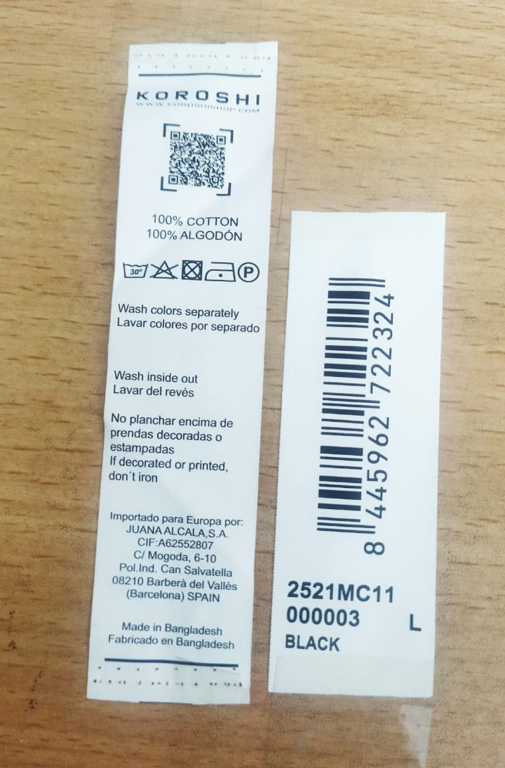 KOROSHI
WWW.KOROSHISHOP.COM
100% COTTON
100% ALGODÓN
30°
P
Wash colors separately
Lavar colores por separado
Wash inside out
Lavar del revés
No planchar encima de
prendas decoradas o
estampadas
If decorated or printed,
don´t iron
Importado para Europa por:
JUANA ALCALA,S.A.
CIF:A62552807
C/ Mogoda, 6-10
Pol.Ind. Can Salvatella
08210 Barberà del Vallès
(Barcelona) SPAIN
Made in Bangladesh
Fabricado en Bangladesh
8 445962 722324
2521MC11
000003 L
BLACK